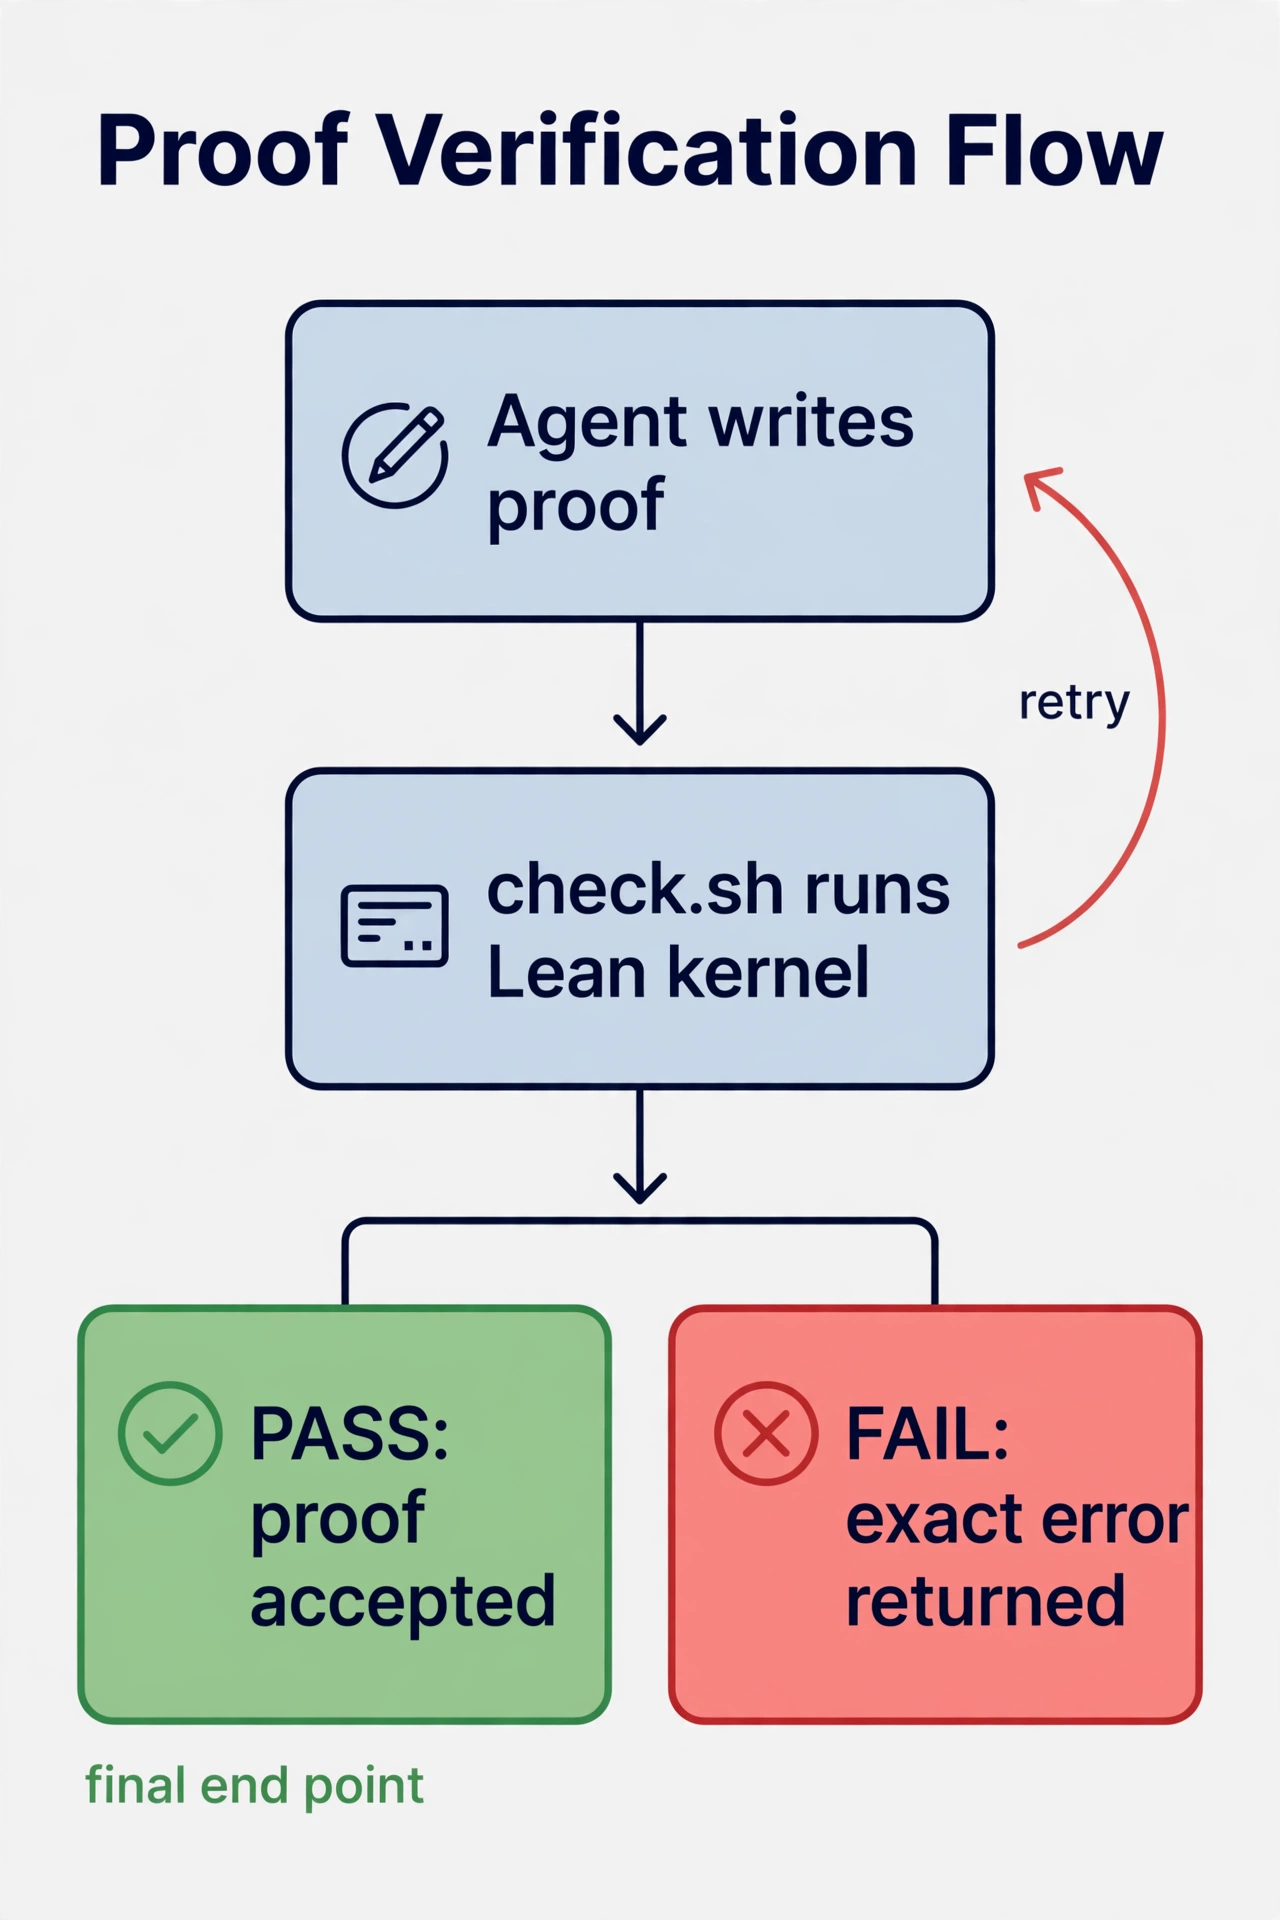 Proof Verification Flow
Agent writes
proof
retry
check.sh runs
Lean kernel
PASS:
proof
accepted
FAIL:
exact error
returned
final end point